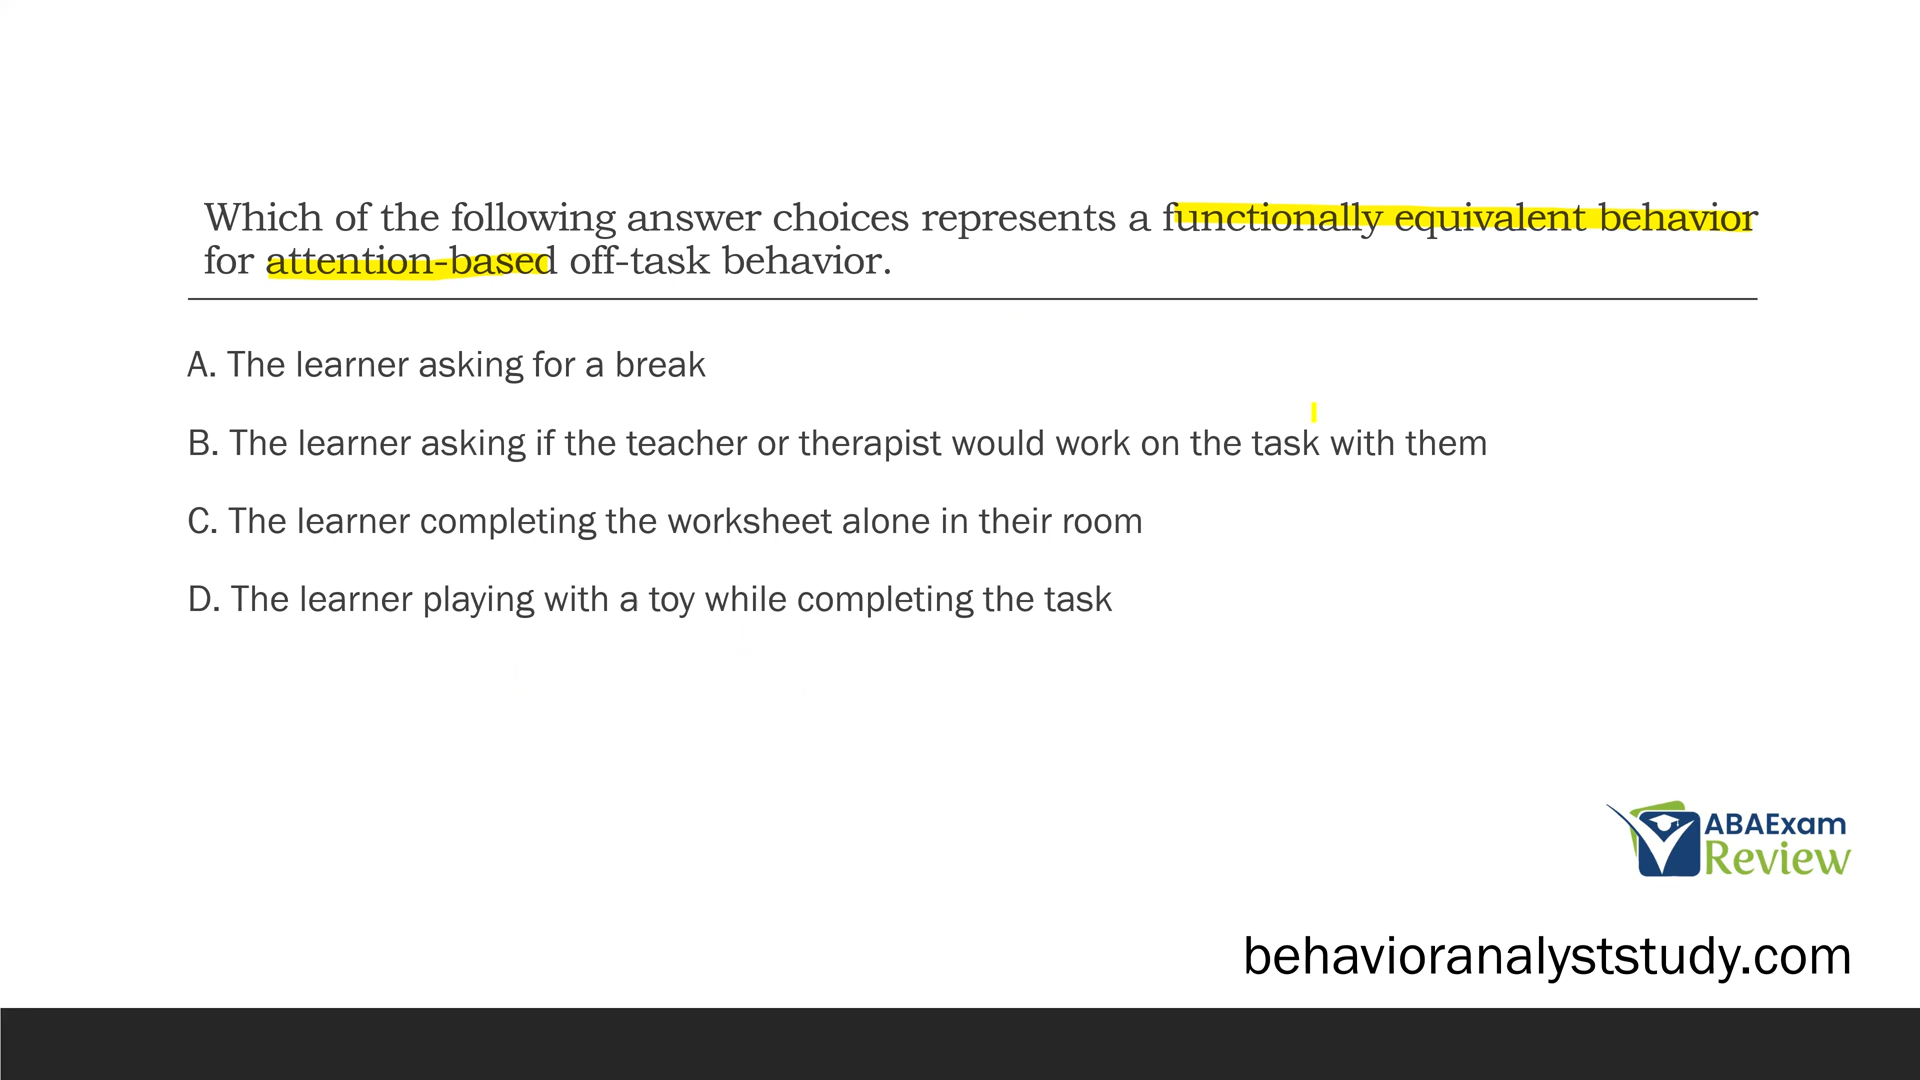 Which of the following answer choices represents a functionally equivalent behavior
for attention-based off-task behavior.
A. The learner asking for a break
B. The learner asking if the teacher or therapist would work on the task with them
C. The learner completing the worksheet alone in their room
D. The learner playing with a toy while completing the task
ABAExam
Review
behavioranalyststudy.com